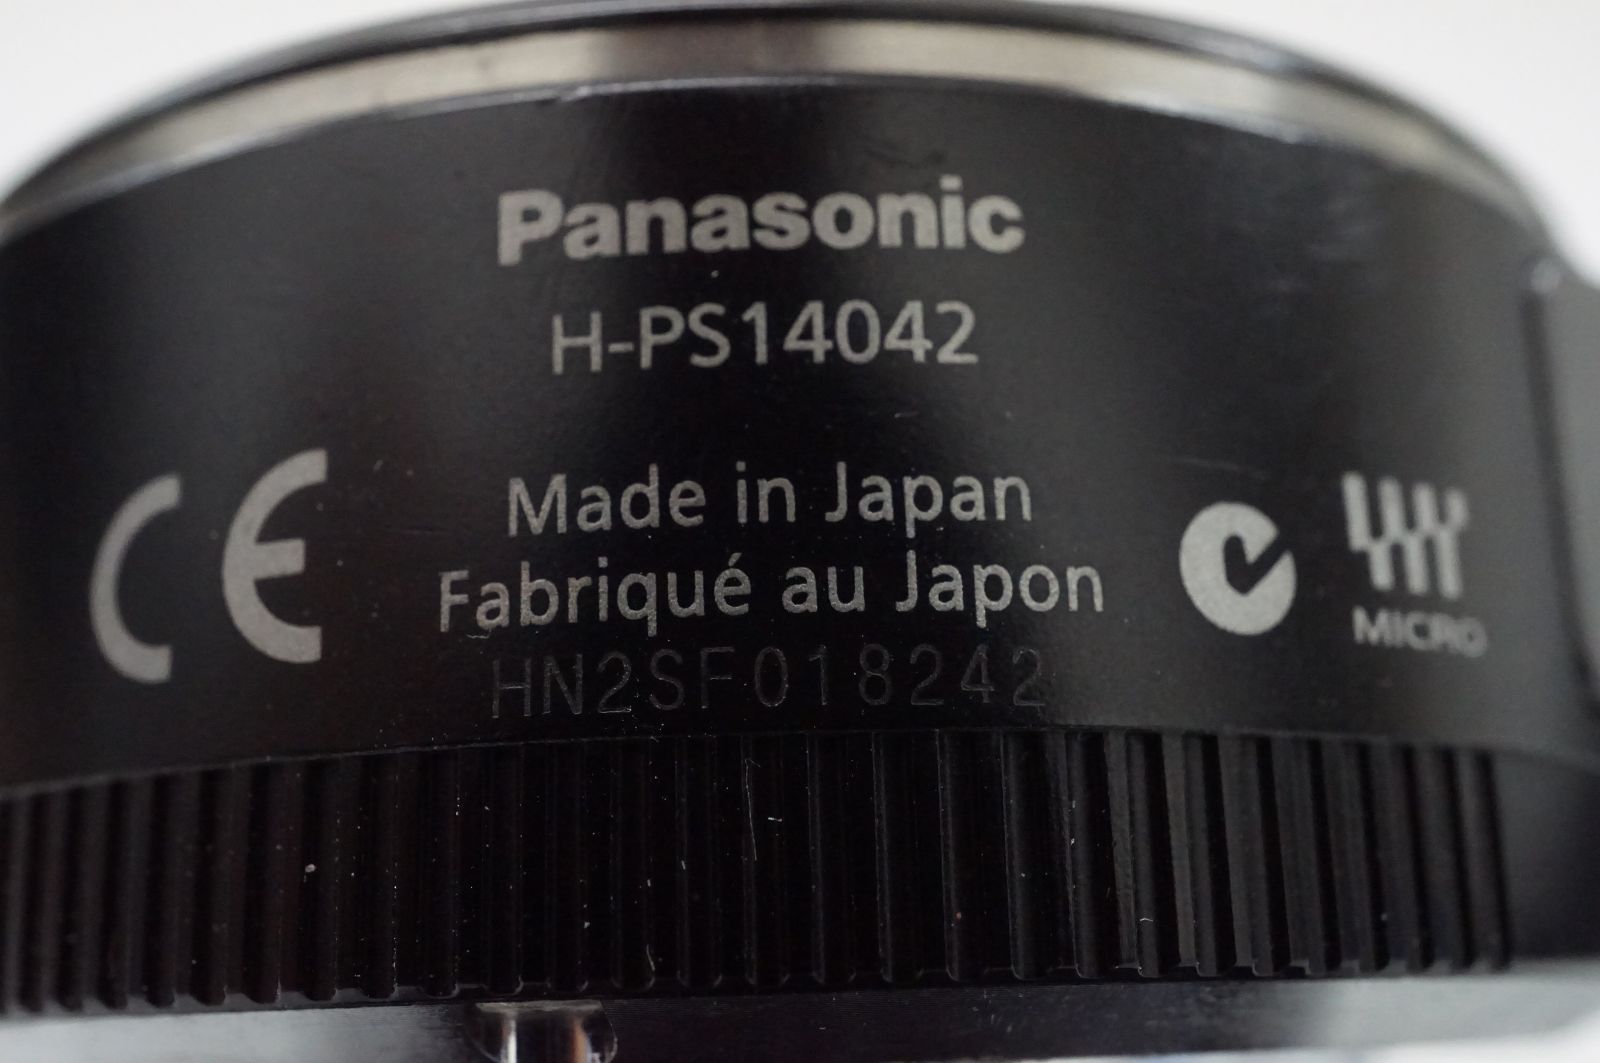 Panasonic
H-PS14042
CE
Made in Japan
Fabriqué au Japon
MICRO
HN2SF018242